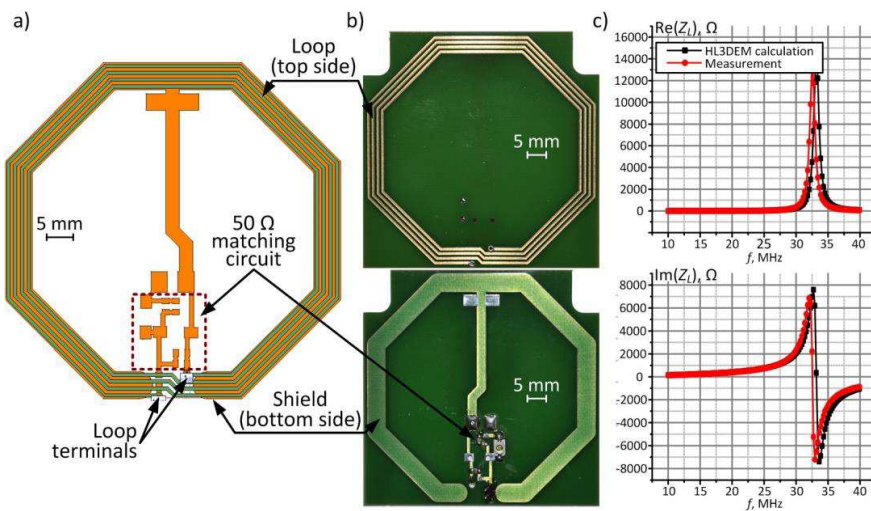 a)
Loop
(top side)
5 mm
50 Ω
matching
circuit
Shield
(bottom side)
Loop
terminals
b)
5 mm
5 mm
c)
Re(Z_L), Ω
16000
14000
12000
10000
8000
6000
4000
2000
0
HL3DEM calculation
Measurement
10 15 20 25 30 35 40
f, MHz
Im(Z_L), Ω
8000
6000
4000
2000
0
-2000
-4000
-6000
-8000
10 15 20 25 30 35 40
f, MHz